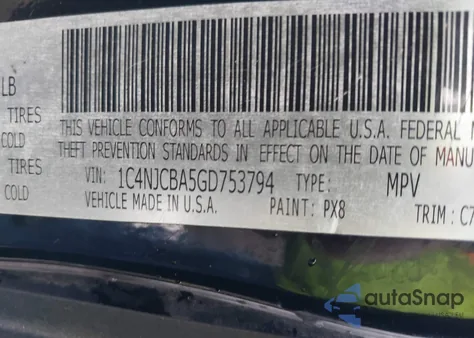 LB
TIRES
COLD
TIRES
COLD
THIS VEHICLE CONFORMS TO ALL APPLICABLE U.S.A. FEDERAL
THEFT PREVENTION STANDARDS IN EFFECT ON THE DATE OF MANU
VIN: 1C4NJCBA5GD753794 TYPE: MPV
VEHICLE MADE IN U.S.A. PAINT: PX8 TRIM: C7
autaSnap